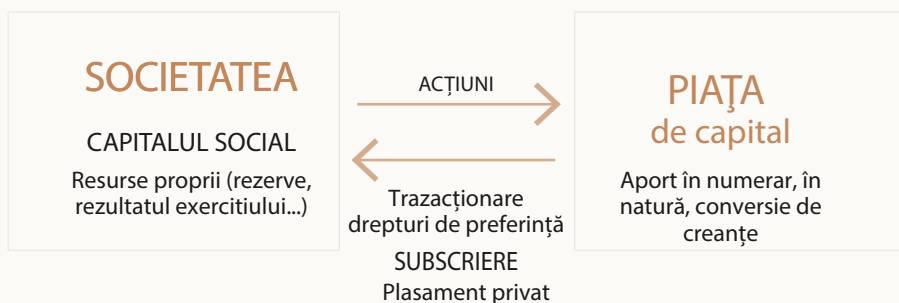 SOCIETATEA
CAPITALUL SOCIAL
Resurse proprii (rezerve,
rezultatul exercitiului...)
ACȚIUNI
Trazacționare
drepturi de preferință
SUBSCRIERE
Plasament privat
PIAŢA
de capital
Aport în numerar, în
natură, conversie de
creanțe